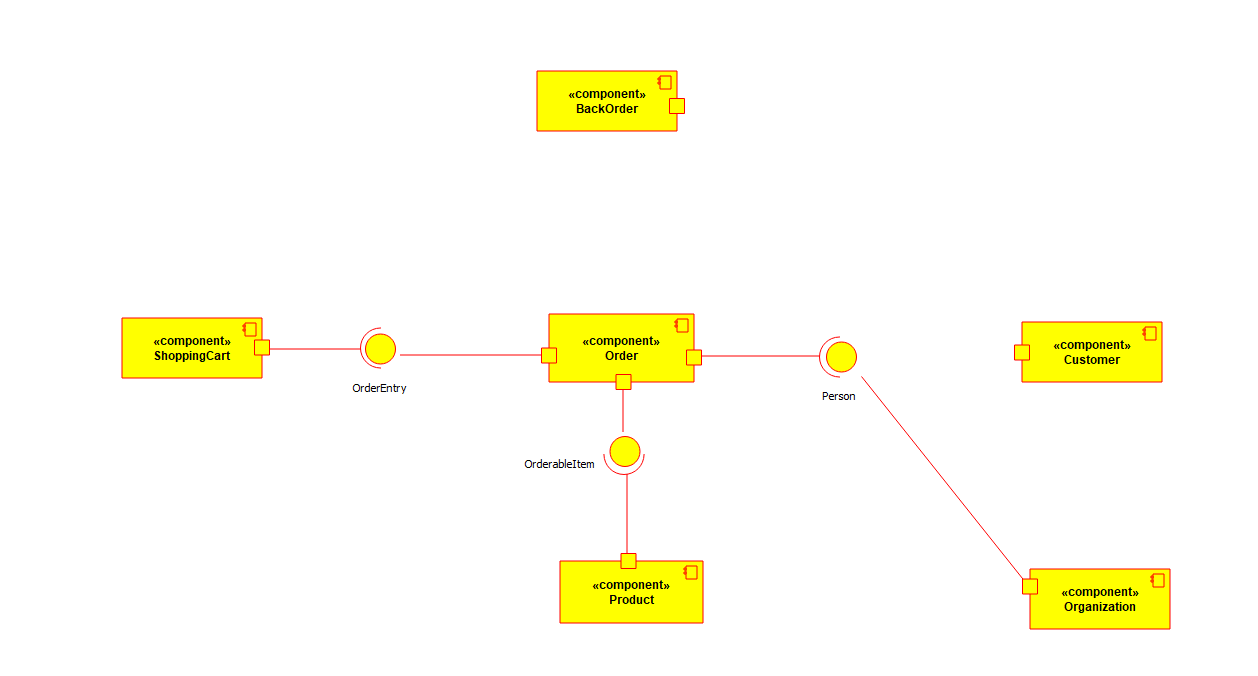 «component»
BackOrder
«component»
ShoppingCart
OrderEntry
«component»
Order
Person
«component»
Customer
OrderableItem
«component»
Product
«component»
Organization